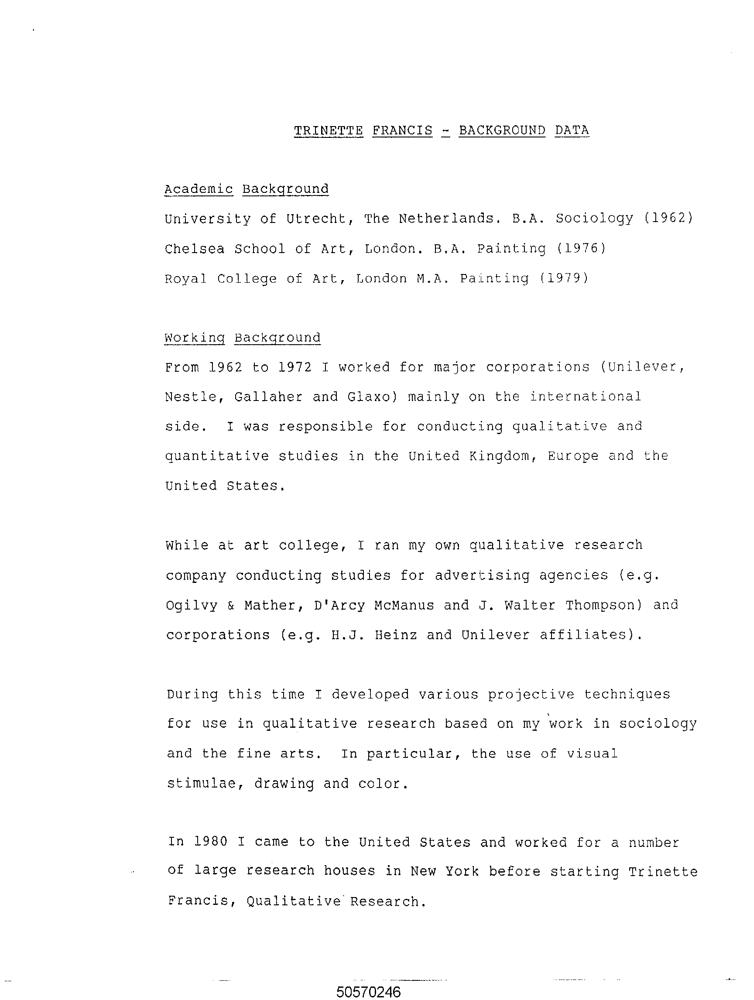 TRINETTE FRANCIS - BACKGROUND DATA
Academic Background
University of Utrecht, The Netherlands. B.A. Sociology (1962)
Chelsea School of Art, London. B.A. Painting (1976)
Royal College of Art, London M.A. Painting (1979)
Working Background
From 1962 to 1972 I worked for major corporations (Unilever,
Nestle, Gallaher and Glaxo) mainly on the international
side. I was responsible for conducting qualitative and
quantitative studies in the United Kingdom, Europe and the
United States.
While at art college, I ran my own qualitative research
company conducting studies for advertising agencies (e.g.
Ogilvy & Mather, D'Arcy McManus and J. Walter Thompson) and
corporations (e.g. H.J. Heinz and Unilever affiliates).
During this time I developed various projective techniques
for use in qualitative research based on my work in sociology
and the fine arts. In particular, the use of visual
stimulae, drawing and color.
In 1980 I came to the United States and worked for a number
of large research houses in New York before starting Trinette
Francis, Qualitative Research.
50570246